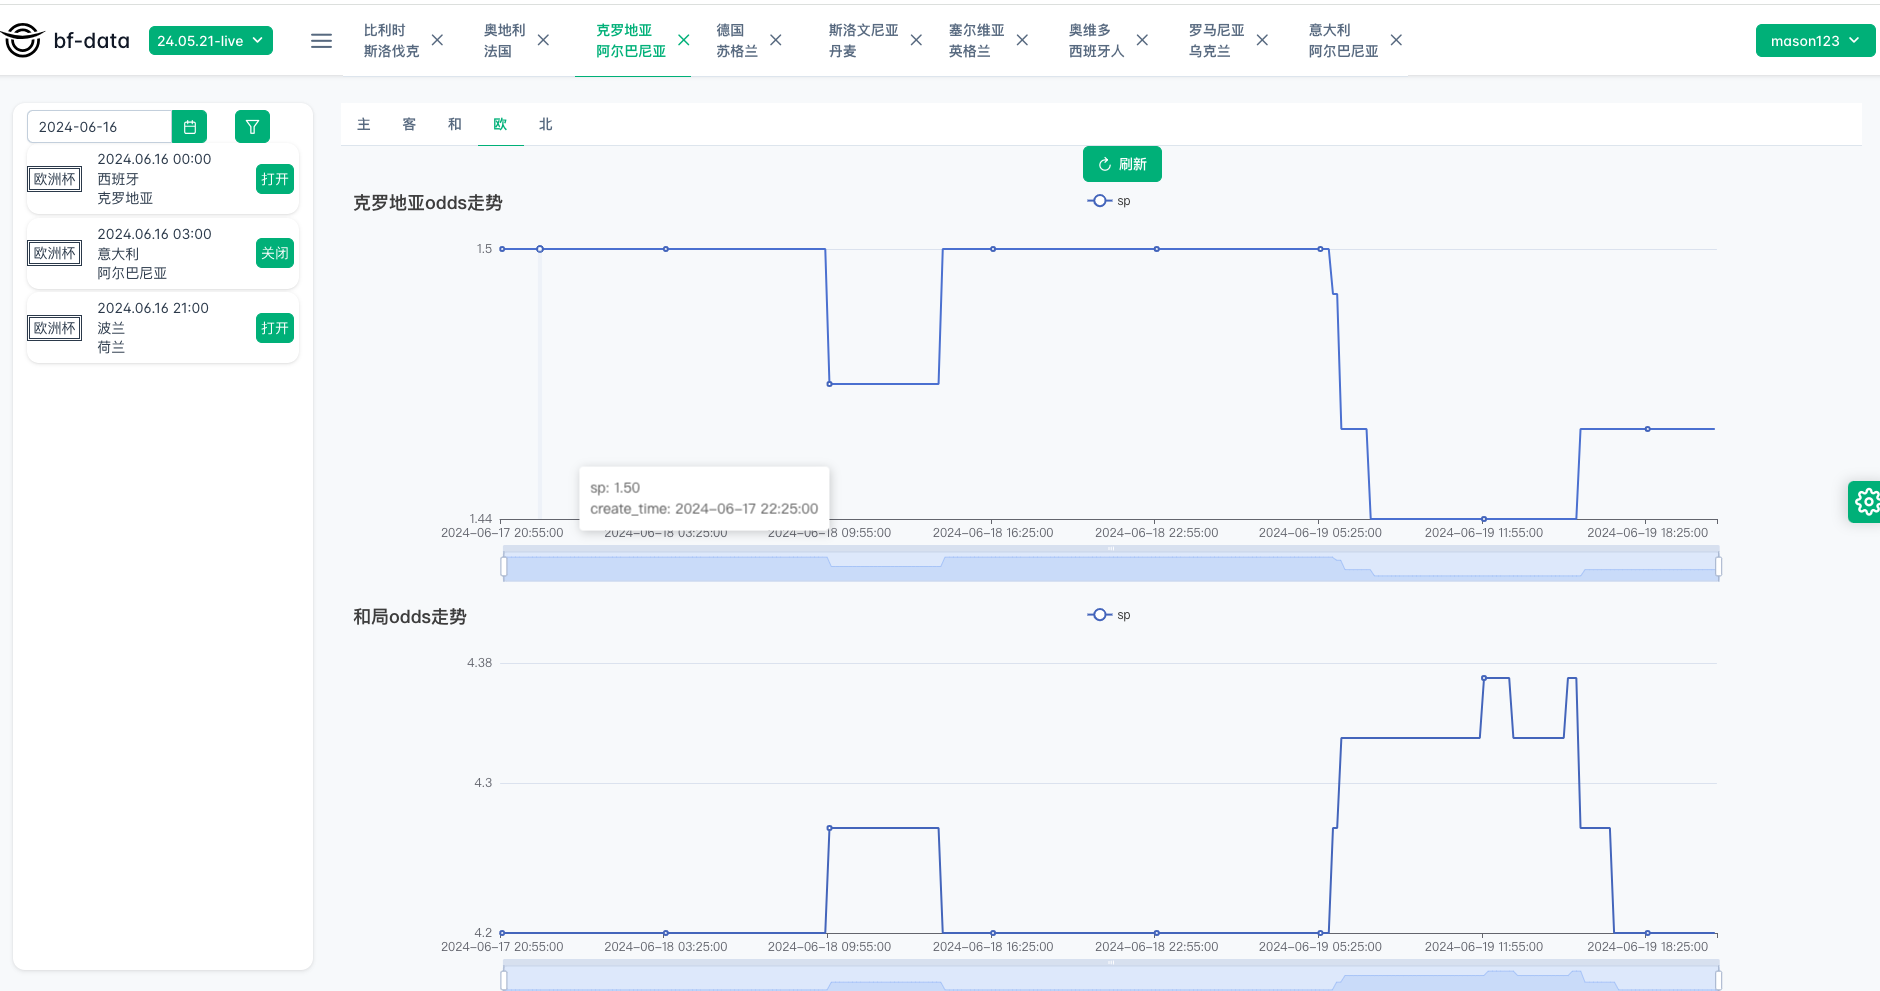 bf-data
24.05.21-live
比利时
斯洛伐克
奥地利
法国
克罗地亚
阿尔巴尼亚
德国
苏格兰
斯洛文尼亚
丹麦
塞尔维亚
英格兰
奥维多
西班牙人
罗马尼亚
乌克兰
意大利
阿尔巴尼亚
mason123
2024-06-16
欧洲杯
2024.06.16 00:00
西班牙
克罗地亚
打开
欧洲杯
2024.06.16 03:00
意大利
阿尔巴尼亚
关闭
欧洲杯
2024.06.16 21:00
波兰
荷兰
打开
主 客 和 欧 北
刷新
克罗地亚odds走势
sp
1.5
1.44
sp: 1.50
create_time: 2024-06-17 22:25:00
2024-06-17 20:55:00 2024-06-18 03:25:00 2024-06-18 09:55:00 2024-06-18 16:25:00 2024-06-18 22:55:00 2024-06-19 05:25:00 2024-06-19 11:55:00 2024-06-19 18:25:00
和局odds走势
sp
4.38
4.3
4.2
2024-06-17 20:55:00 2024-06-18 03:25:00 2024-06-18 09:55:00 2024-06-18 16:25:00 2024-06-18 22:55:00 2024-06-19 05:25:00 2024-06-19 11:55:00 2024-06-19 18:25:00